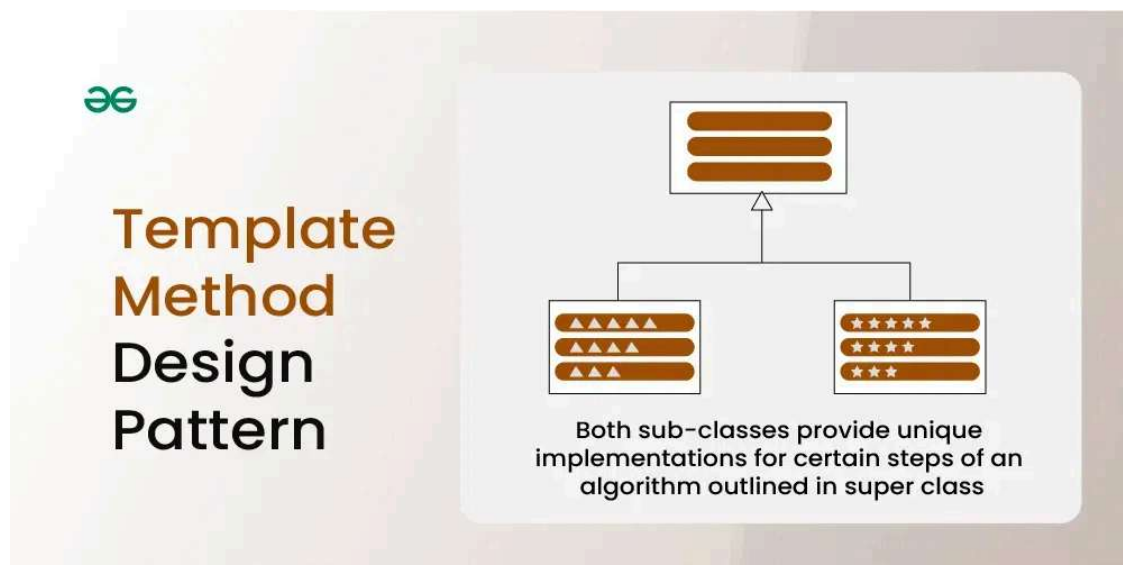 Template
Method
Design
Pattern
Both sub-classes provide unique
implementations for certain steps of an
algorithm outlined in super class